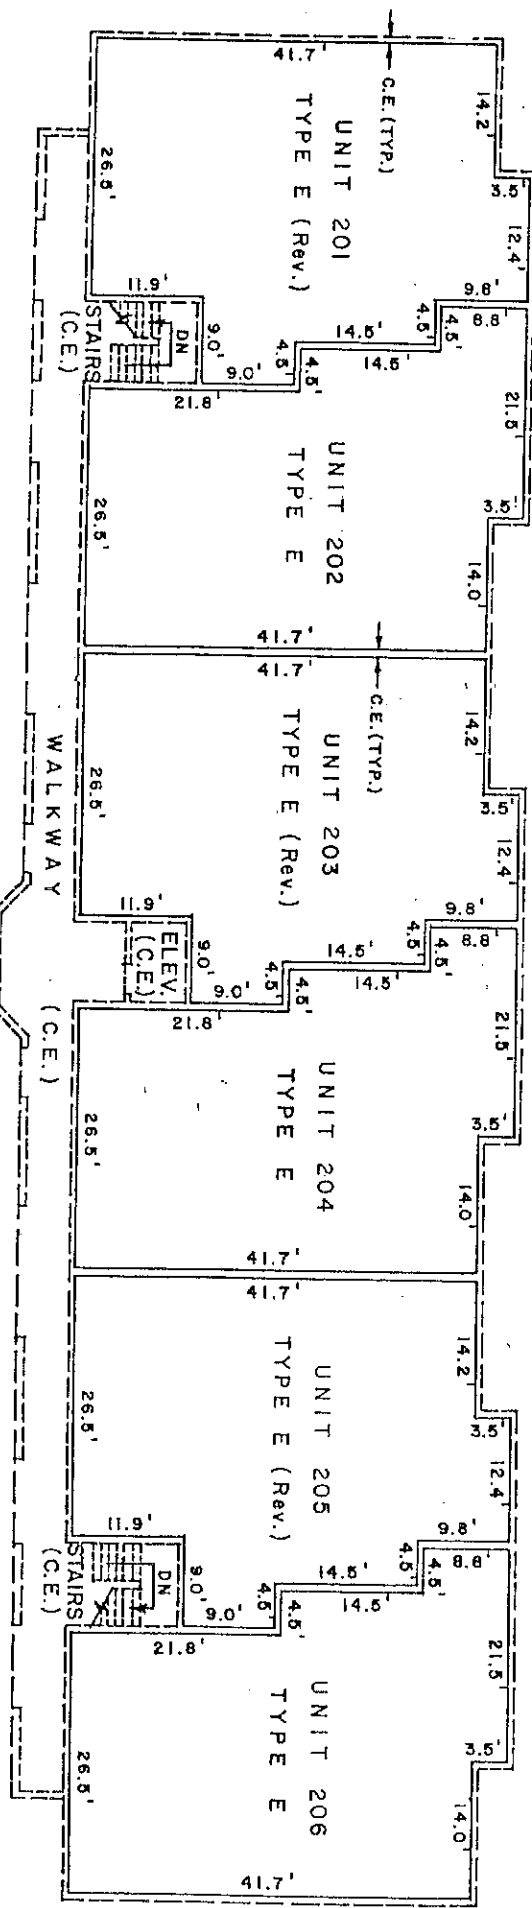 41.7'
C.E. (TYP.)
14.2'
3.5'
12.4'
UNIT 201
TYPE E (Rev.)
26.5'
11.9'
9.0'
9.0'
4.5'
14.5'
4.5'
9.8'
STAIRS
(C.E.)
DN
8.8'
4.5'
14.5'
4.5'
21.8'
21.5'
3.5'
14.0'
UNIT 202
TYPE E
26.5'
41.7'
41.7'
C.E. (TYP.)
14.2'
3.5'
12.4'
UNIT 203
TYPE E (Rev.)
26.5'
11.9'
9.0'
9.0'
4.5'
14.5'
4.5'
9.8'
ELEV
(C.E)
8.8'
4.5'
14.5'
4.5'
21.8'
21.5'
3.5'
14.0'
UNIT 204
TYPE E
26.5'
41.7'
WALKWAY (C.E.)
41.7'
14.2'
3.5'
12.4'
UNIT 205
TYPE E (Rev.)
26.5'
11.9'
9.0'
9.0'
4.5'
14.5'
4.5'
9.8'
STAIRS
(C.E.)
DN
8.8'
4.5'
14.5'
4.5'
21.8'
21.5'
3.5'
14.0
UNIT 206
TYPE E
26.5'
41.7'